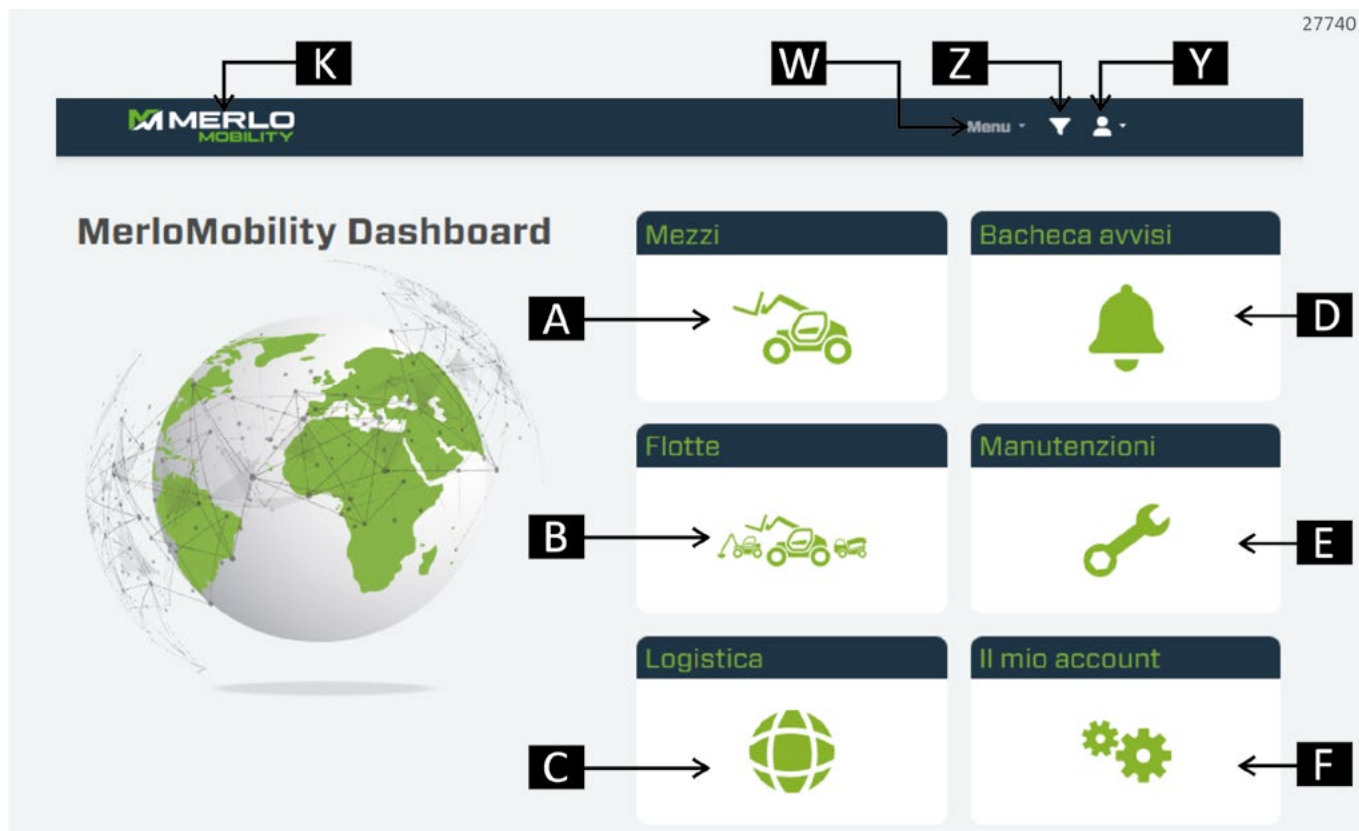 27740
K
W
Z
Y
MERLO
MOBILITY
Menu
MerloMobility Dashboard
Mezzi
Bacheca avvisi
A
D
Flotte
Manutenzioni
B
E
Logistica
Il mio account
C
F